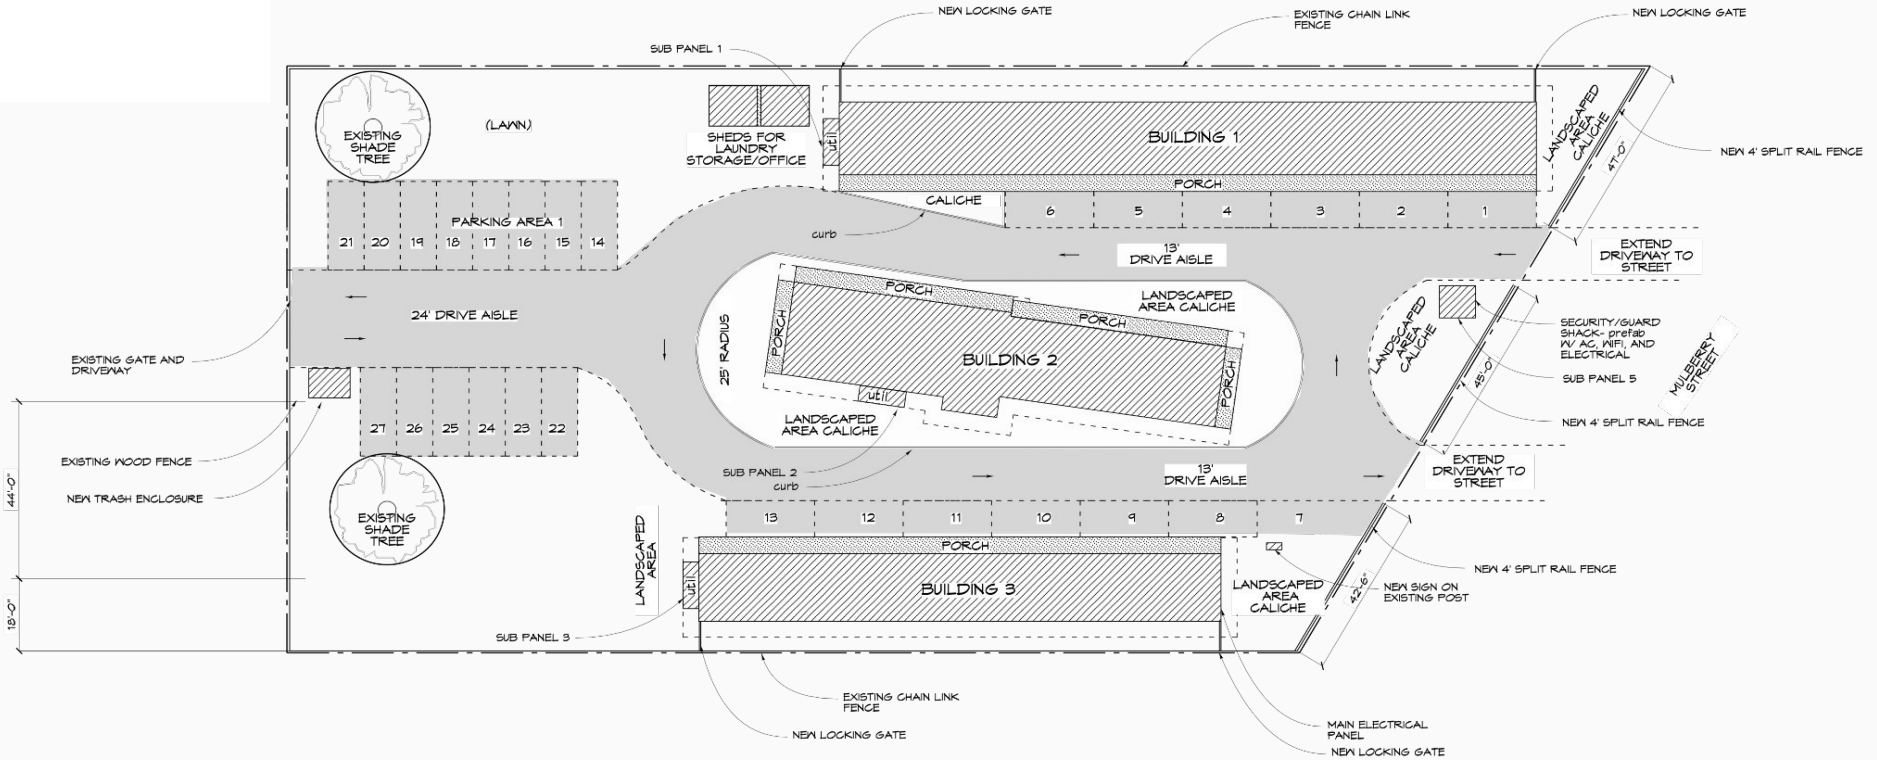 NEW LOCKING GATE
EXISTING CHAIN LINK
FENCE
NEW LOCKING GATE
SUB PANEL 1
EXISTING
SHADE
TREE
(LAWN)
SHEDS FOR
LAUNDRY
STORAGE/OFFICE
util
BUILDING 1
PORCH
LANDSCAPED
AREA
CALICHE
47'-0"
NEW 4' SPLIT RAIL FENCE
PARKING AREA 1
21 20 19 18 17 16 15 14
CALICHE
curb
6 5 4 3 2 1
13'
DRIVE AISLE
EXTEND
DRIVEWAY TO
STREET
24' DRIVE AISLE
25' RADIUS
PORCH
PORCH
PORCH
PORCH
BUILDING 2
util
LANDSCAPED
AREA CALICHE
LANDSCAPED
AREA CALICHE
LANDSCAPED
AREA
CALICHE
SECURITY/GUARD
SHACK- prefab
W/ AC, WIFI, AND
ELECTRICAL
SUB PANEL 5
45'-0"
MULBERRY
STREET
NEW 4' SPLIT RAIL FENCE
EXISTING GATE AND
DRIVEWAY
27 26 25 24 23 22
EXISTING WOOD FENCE
NEW TRASH ENCLOSURE
44'-0"
18'-0"
SUB PANEL 2
curb
13'
DRIVE AISLE
EXTEND
DRIVEWAY TO
STREET
EXISTING
SHADE
TREE
13 12 11 10 9 8 7
LANDSCAPED
AREA
PORCH
util
BUILDING 3
LANDSCAPED
AREA
CALICHE
42'-6"
NEW 4' SPLIT RAIL FENCE
NEW SIGN ON
EXISTING POST
SUB PANEL 3
EXISTING CHAIN LINK
FENCE
NEW LOCKING GATE
MAIN ELECTRICAL
PANEL
NEW LOCKING GATE